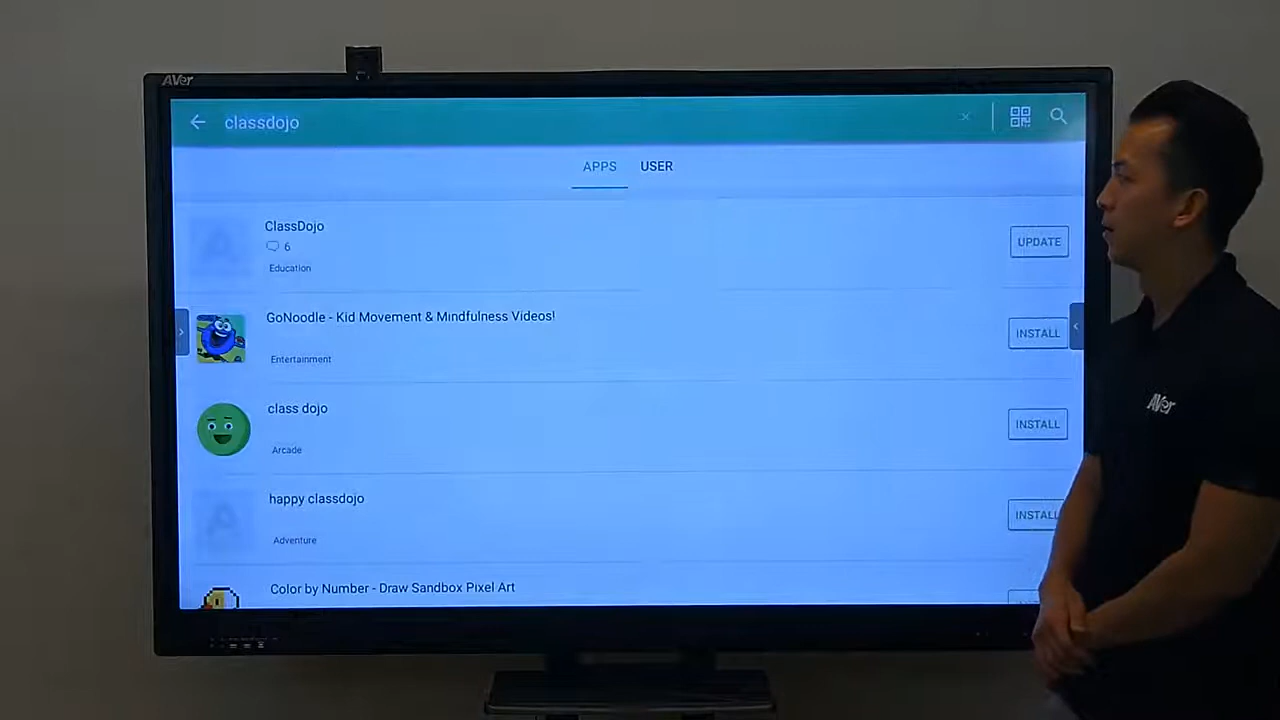 AVer
classdojo
APPS USER
ClassDojo
6
Education
UPDATE
GoNoodle - Kid Movement & Mindfulness Videos!
Entertainment
INSTALL
class dojo
Arcade
INSTALL
happy classdojo
Adventure
INSTALL
Color by Number - Draw Sandbox Pixel Art
AVer